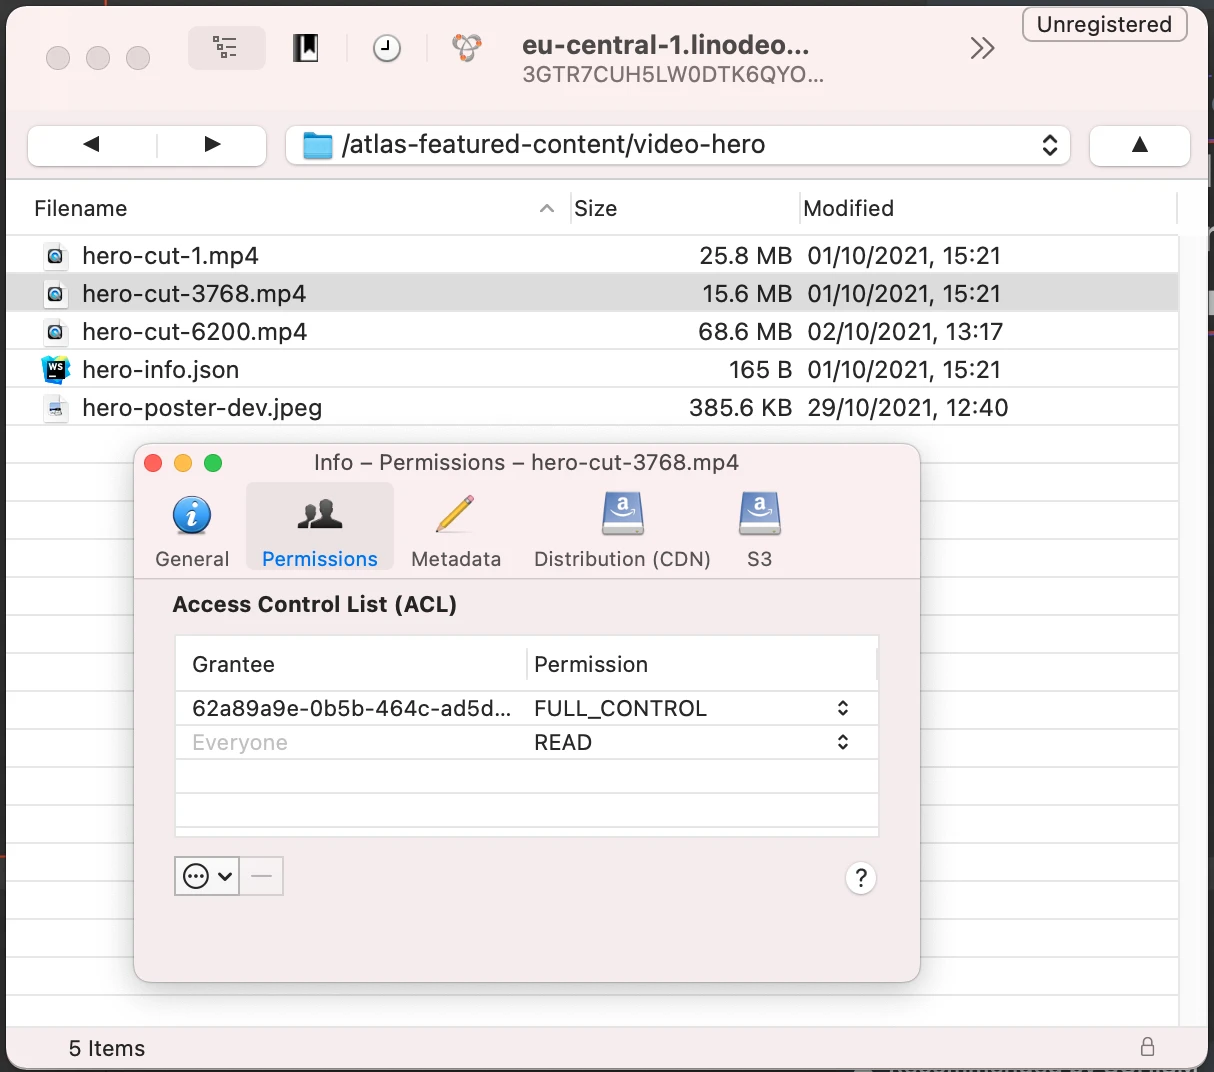 Unregistered
eu-central-1.linodeo...
3GTR7CUH5LW0DTK6QYO...
/atlas-featured-content/video-hero
Filename Size Modified
hero-cut-1.mp4 25.8 MB 01/10/2021, 15:21
hero-cut-3768.mp4 15.6 MB 01/10/2021, 15:21
hero-cut-6200.mp4 68.6 MB 02/10/2021, 13:17
WS hero-info.json 165 B 01/10/2021, 15:21
hero-poster-dev.jpeg 385.6 KB 29/10/2021, 12:40
Info – Permissions – hero-cut-3768.mp4
General Permissions Metadata Distribution (CDN) S3
Access Control List (ACL)
Grantee Permission
62a89a9e-0b5b-464c-ad5d... FULL_CONTROL
Everyone READ
?
5 Items